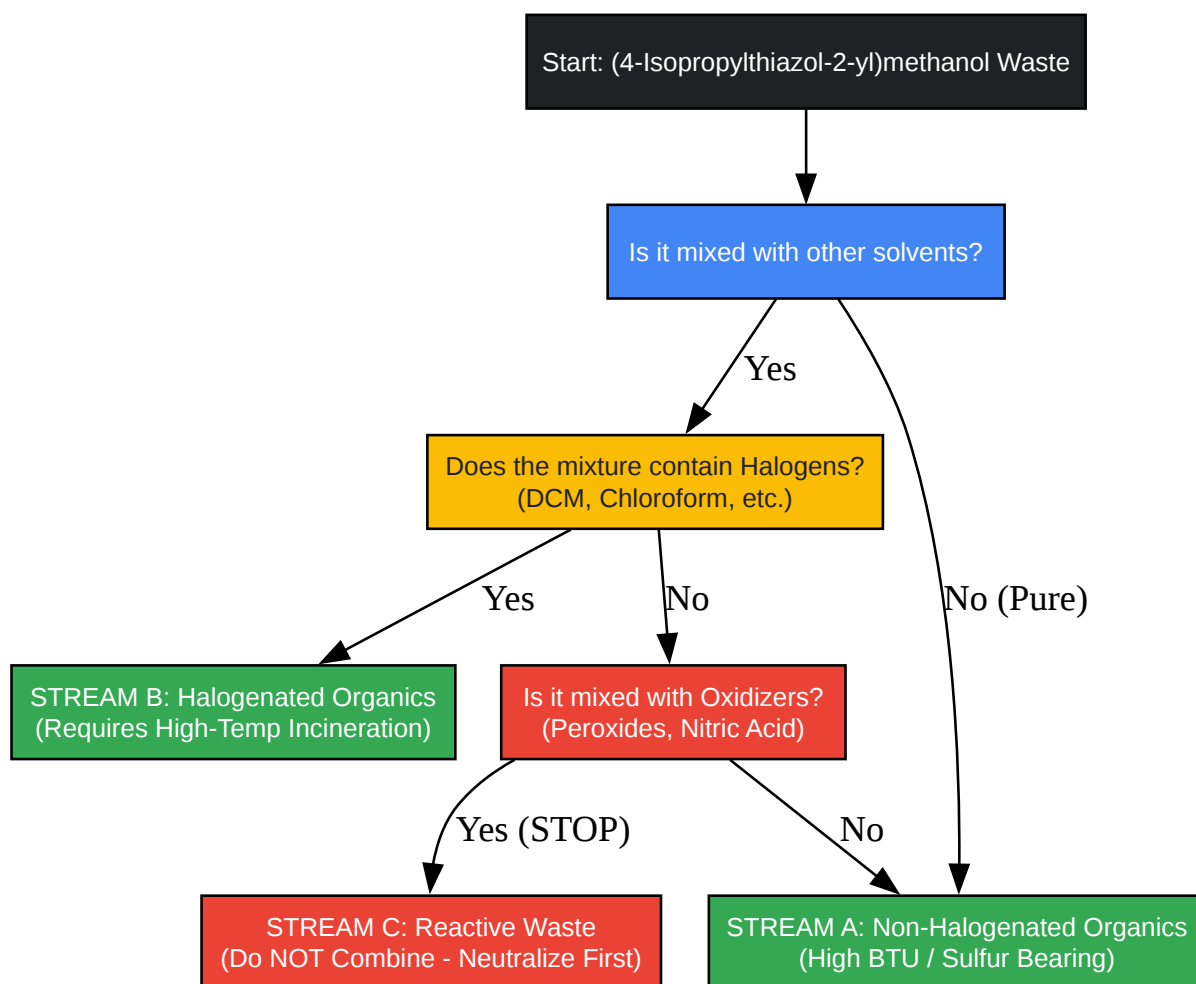 Start: (4-Isopropylthiazol-2-yl)methanol Waste
Is it mixed with other solvents?
Yes
Does the mixture contain Halogens?
(DCM, Chloroform, etc.)
Yes
No
No (Pure)
STREAM B: Halogenated Organics
(Requires High-Temp Incineration)
Is it mixed with Oxidizers?
(Peroxides, Nitric Acid)
Yes (STOP)
No
STREAM C: Reactive Waste
(Do NOT Combine - Neutralize First)
STREAM A: Non-Halogenated Organics
(High BTU / Sulfur Bearing)